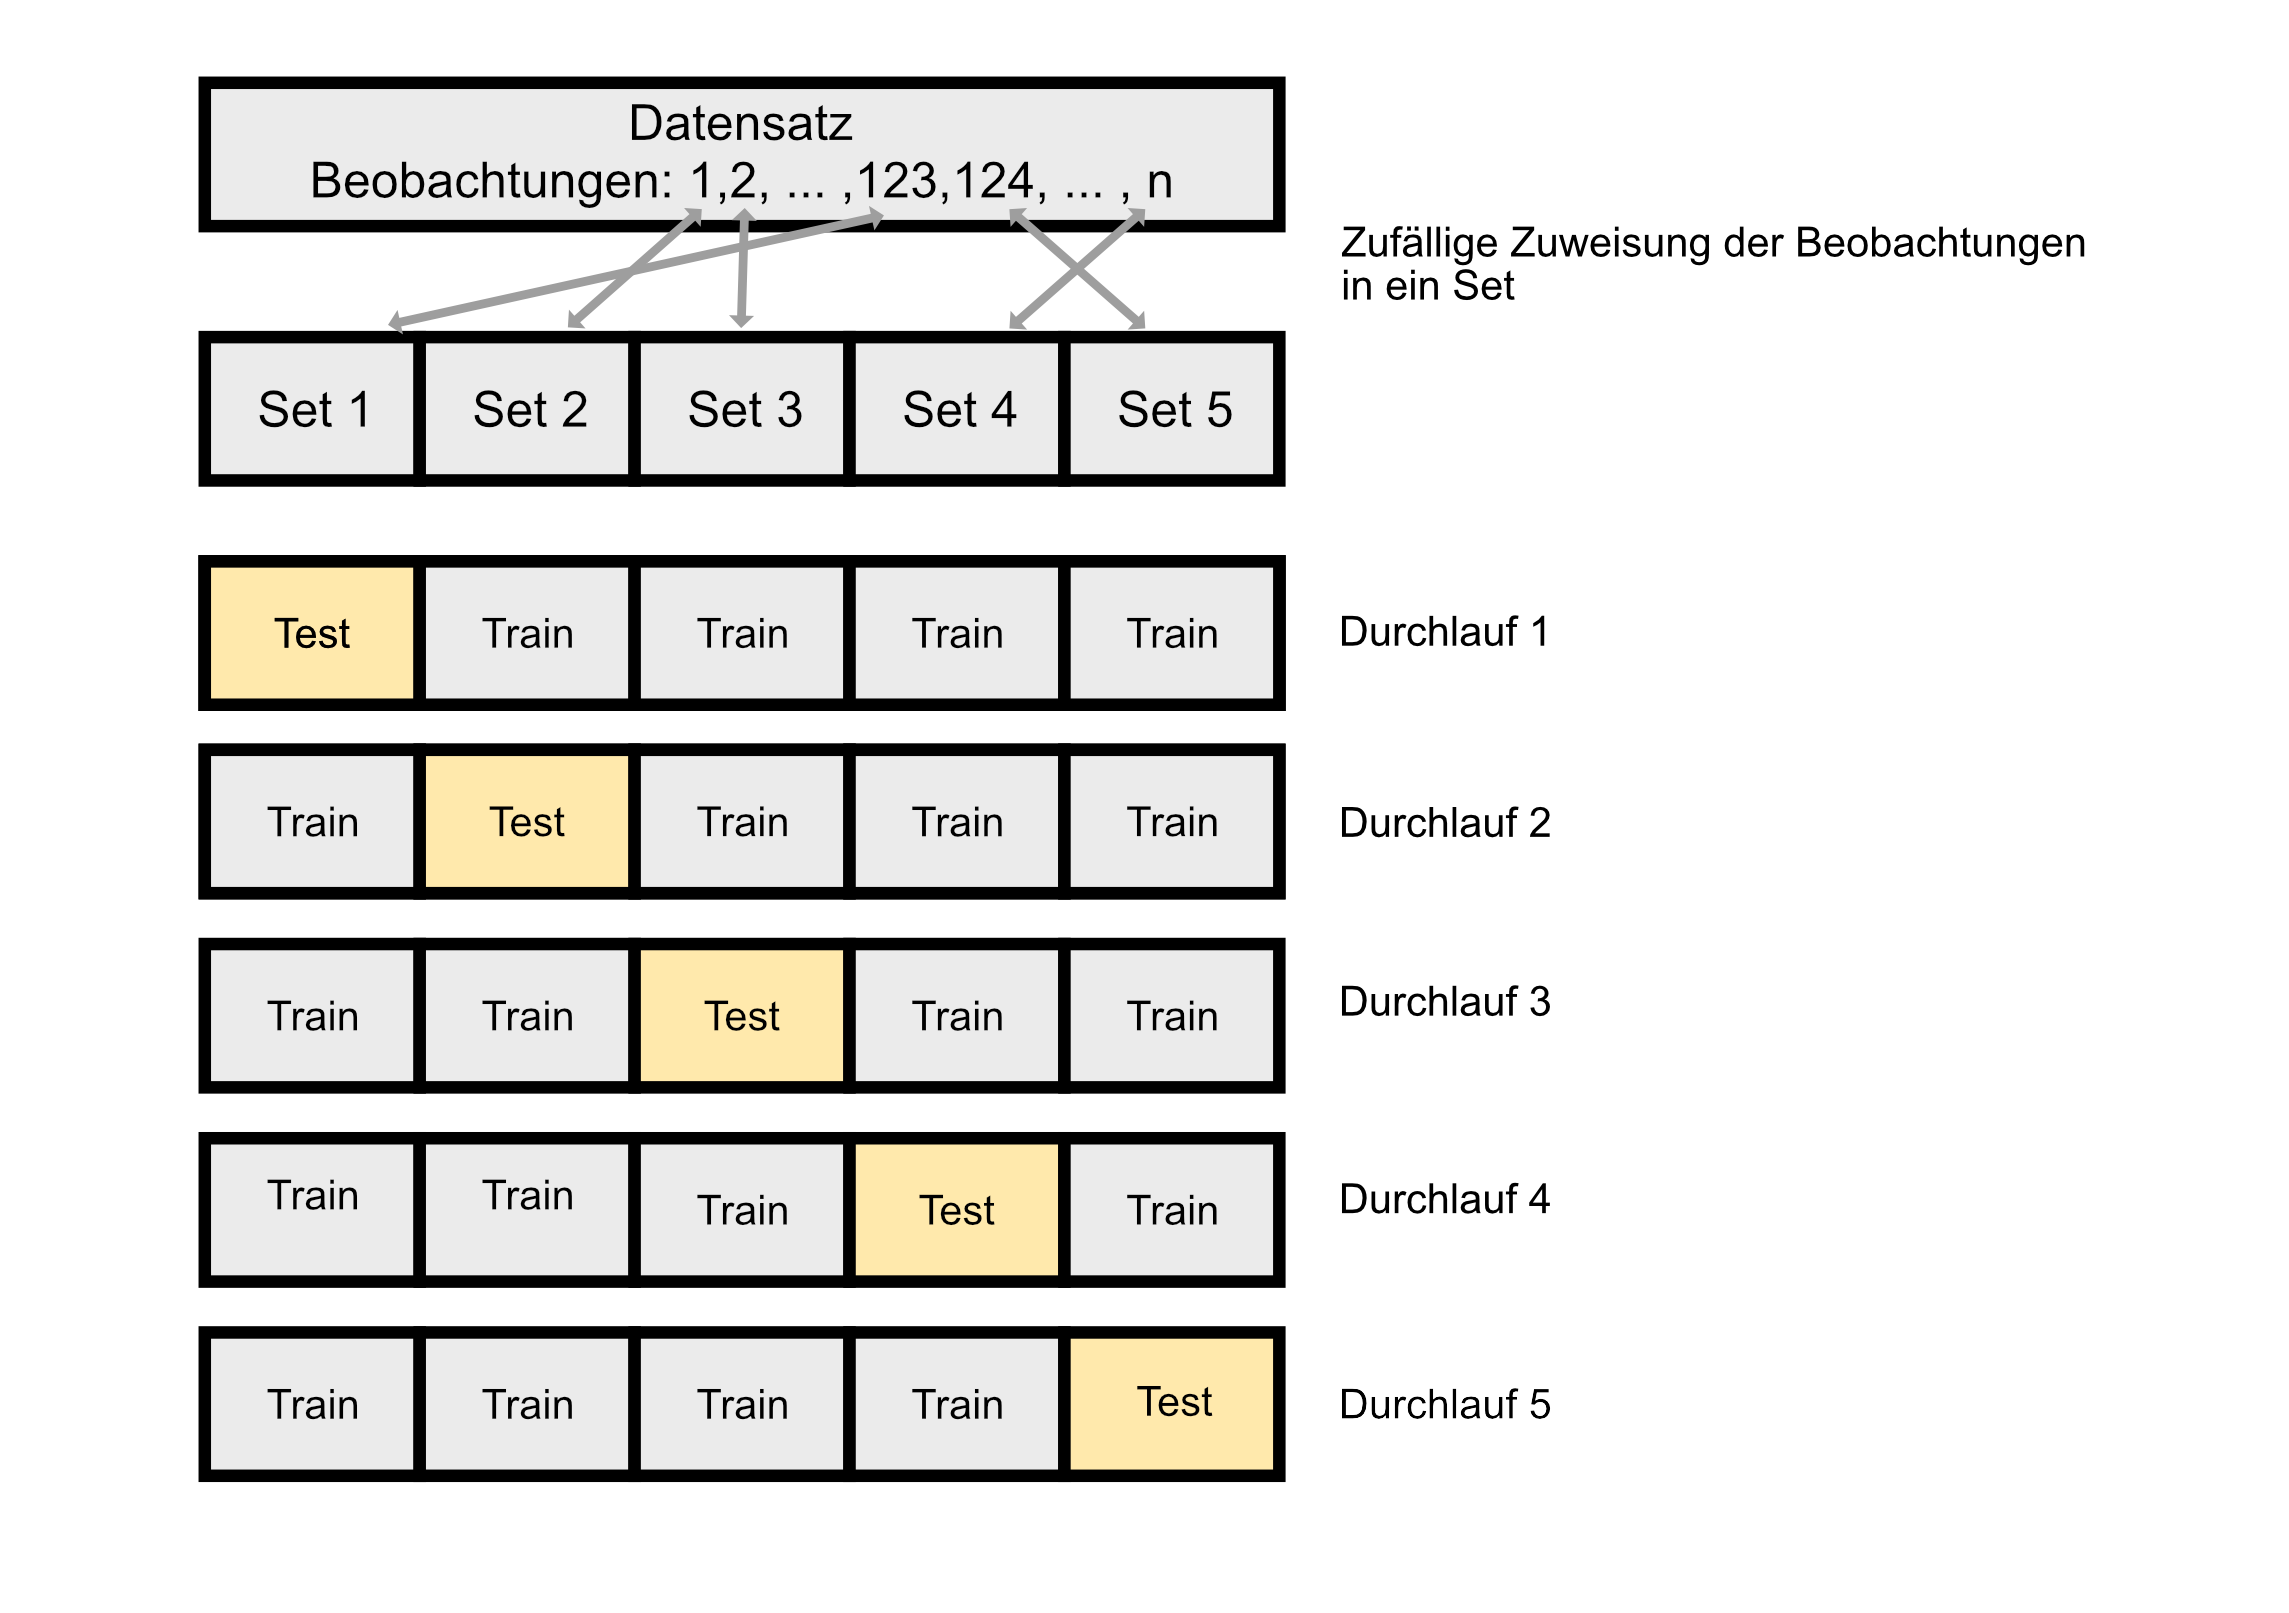 Datensatz
Beobachtungen: 1,2, ... ,123,124, ... , n
Zufällige Zuweisung der Beobachtungen
in ein Set
Set 1 Set 2 Set 3 Set 4 Set 5
Test Train Train Train Train Durchlauf 1
Train Test Train Train Train Durchlauf 2
Train Train Test Train Train Durchlauf 3
Train Train Train Test Train Durchlauf 4
Train Train Train Train Test Durchlauf 5